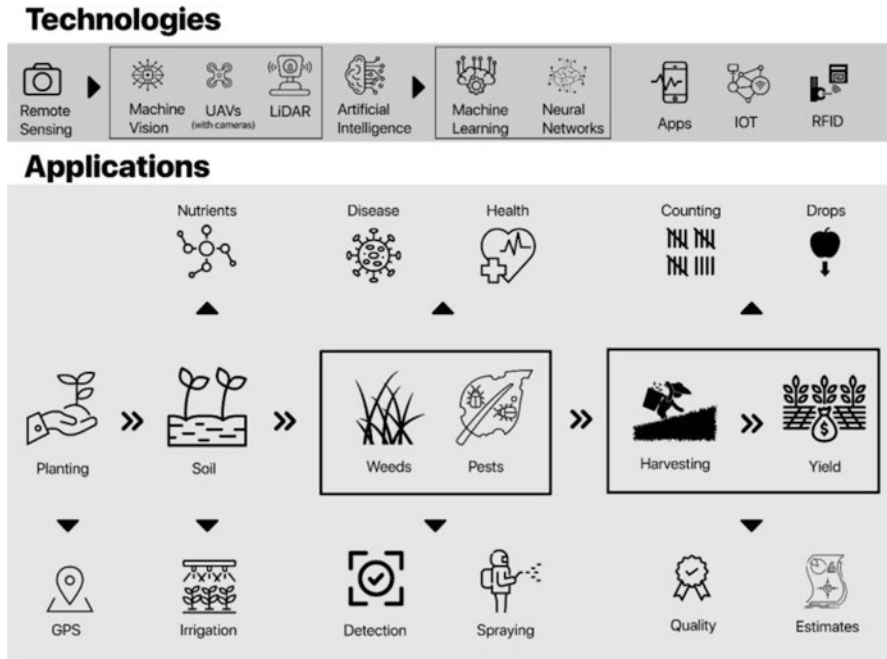 Technologies
Remote
Sensing
Machine
Vision
UAVs
(with cameras)
LiDAR
Artificial
Intelligence
Machine
Learning
Neural
Networks
Apps
IOT
RFID
Applications
Nutrients
Disease
Health
Counting
Drops
Planting
Soil
Weeds
Pests
Harvesting
Yield
GPS
Irrigation
Detection
Spraying
Quality
Estimates